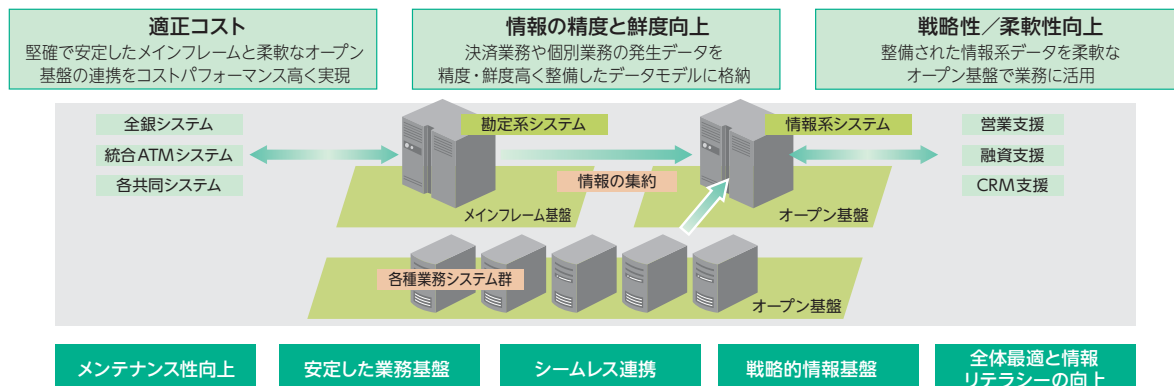 適正コスト
堅確で安定したメインフレームと柔軟なオープン
基盤の連携をコストパフォーマンス高く実現
情報の精度と鮮度向上
決済業務や個別業務の発生データを
精度・鮮度高く整備したデータモデルに格納
戦略性／柔軟性向上
整備された情報系データを柔軟な
オープン基盤で業務に活用
全銀システム
統合ATMシステム
各共同システム
勘定系システム
情報系システム
営業支援
融資支援
CRM支援
情報の集約
メインフレーム基盤
オープン基盤
各種業務システム群
オープン基盤
メンテナンス性向上
安定した業務基盤
シームレス連携
戦略的情報基盤
全体最適と情報
リテラシーの向上